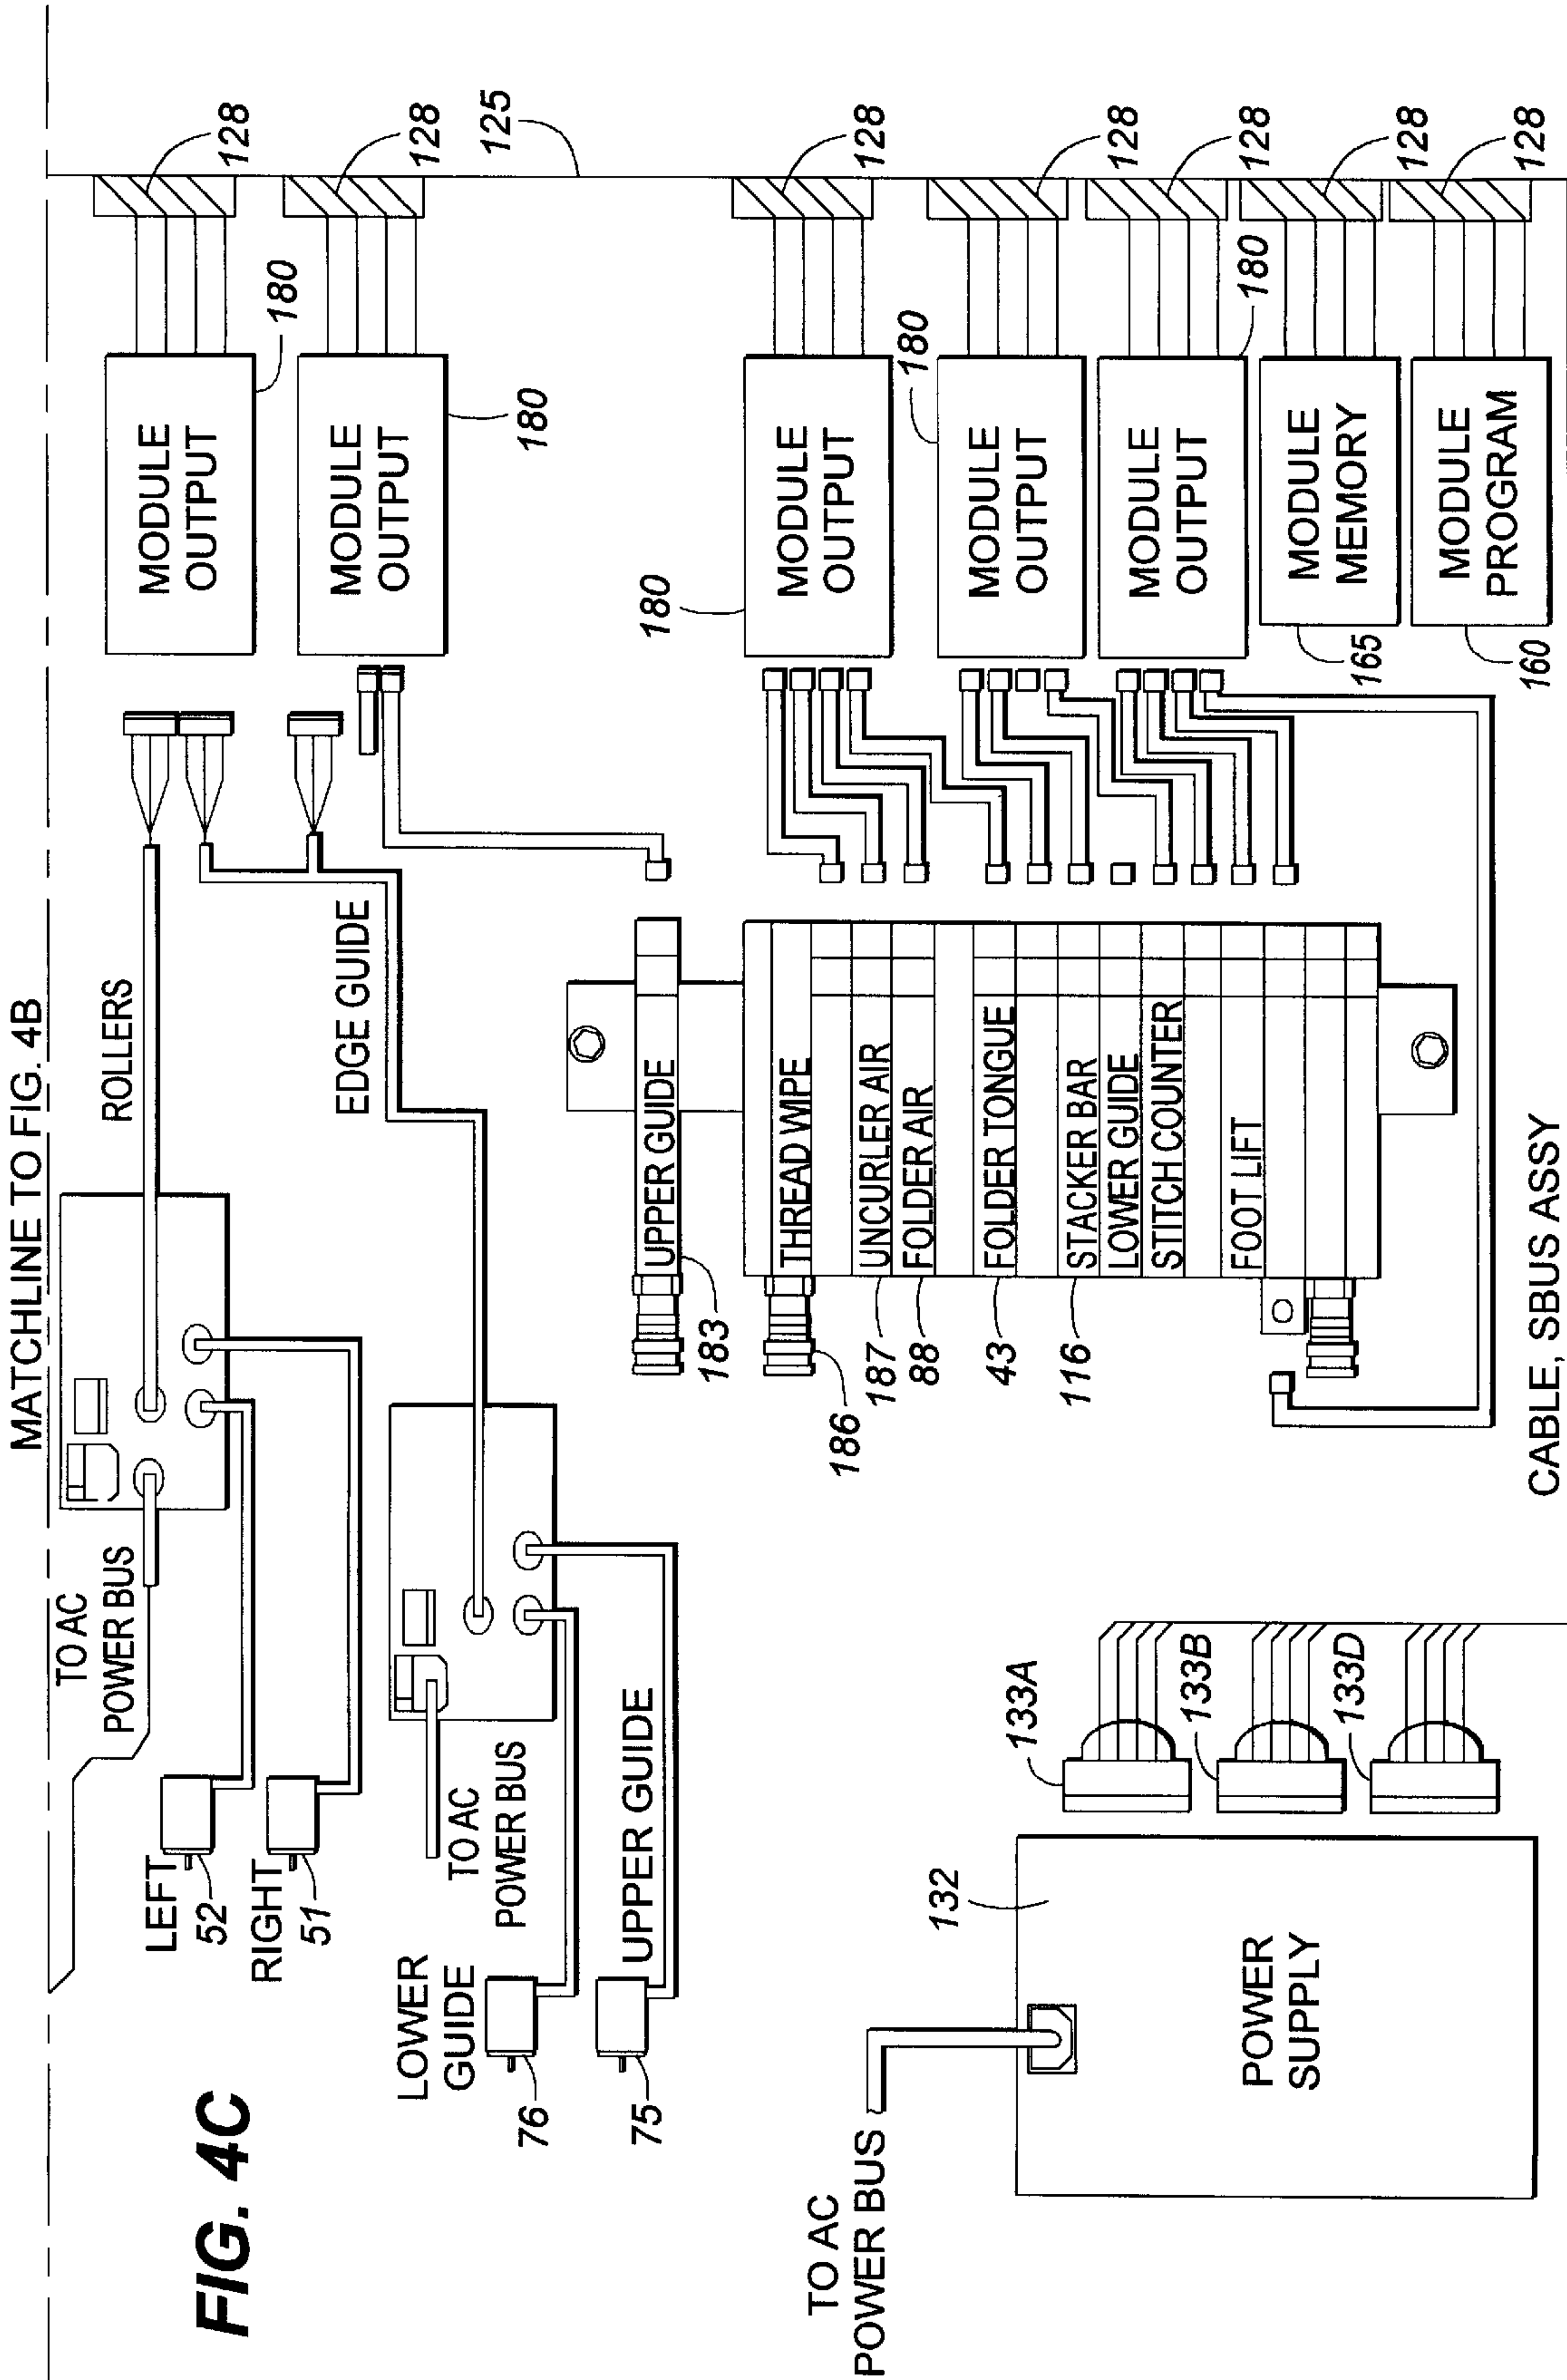 MATCHLINE TO FIG. 4B
FIG. 4C
TO AC
POWER BUS
ROLLERS
LEFT
52
RIGHT
51
EDGE GUIDE
LOWER
GUIDE
76
75
TO AC
POWER BUS
UPPER GUIDE
MODULE
OUTPUT
180
128
MODULE
OUTPUT
180
128
125
UPPER GUIDE
183
THREAD WIPE
186
UNCURLER AIR
187
FOLDER AIR
88
FOLDER TONGUE
43
STACKER BAR
116
LOWER GUIDE
STITCH COUNTER
FOOT LIFT
MODULE
OUTPUT
180
128
MODULE
OUTPUT
180
128
MODULE
OUTPUT
180
128
MODULE
MEMORY
165
128
MODULE
PROGRAM
160
128
TO AC
POWER BUS
132
POWER
SUPPLY
133A
133B
133D
CABLE, SBUS ASSY